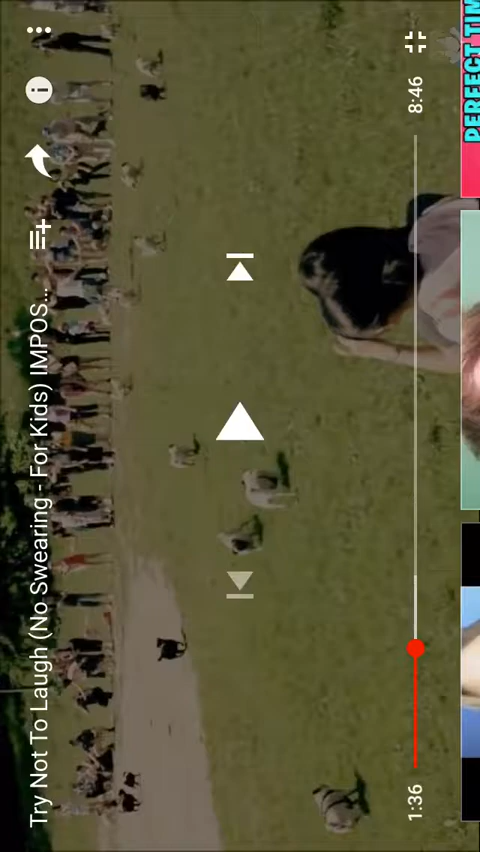 Try Not To Laugh (No Swearing - For Kids) IMPOS...
1:36
8:46
PERFECT TIM